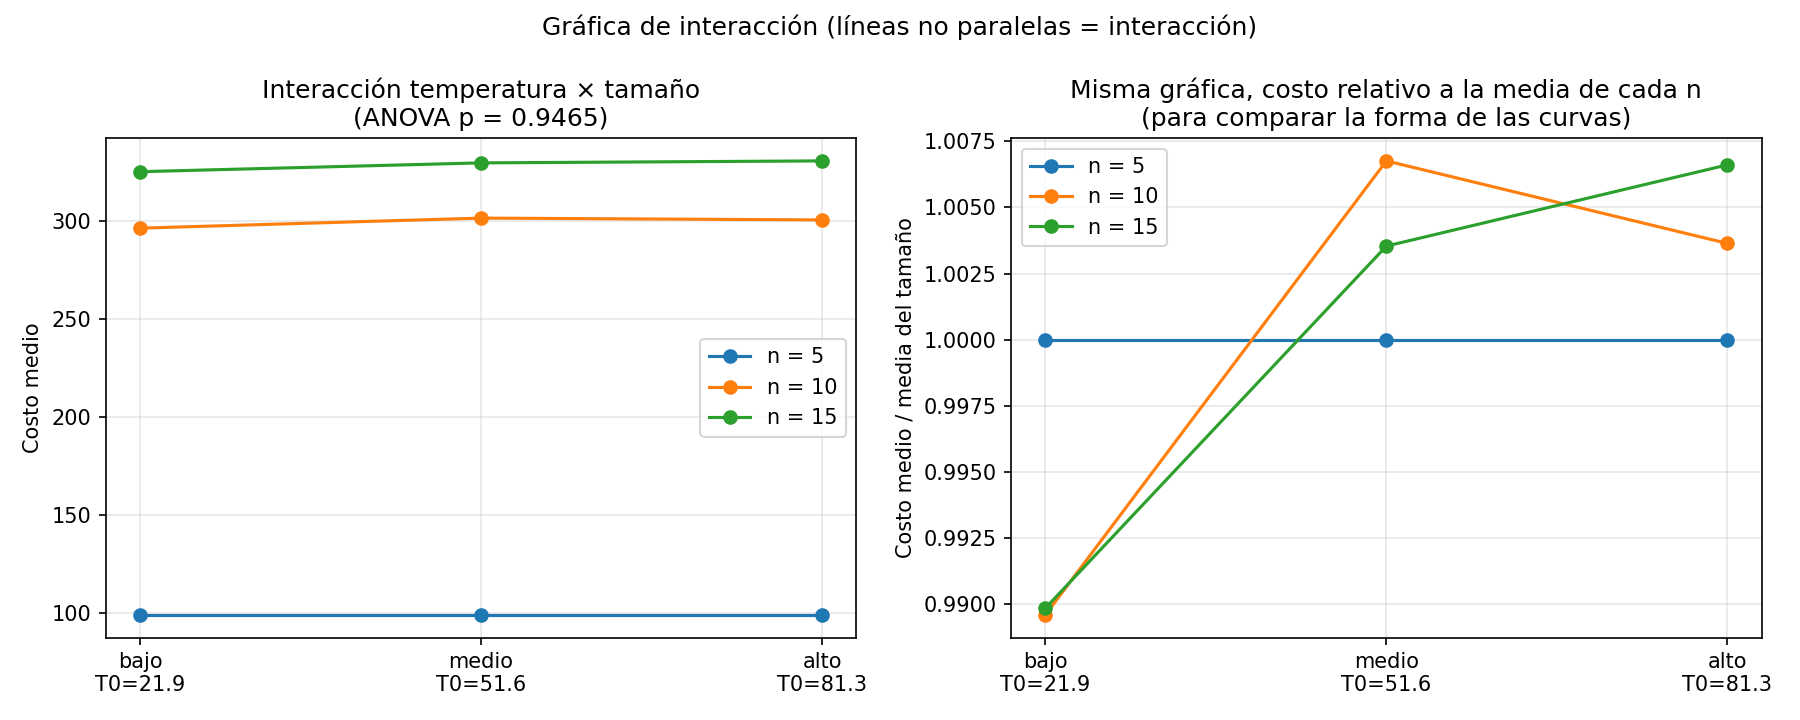 Gráfica de interacción (líneas no paralelas = interacción)
Interacción temperatura × tamaño
(ANOVA p = 0.9465)
Costo medio
300
250
200
150
100
n = 5
n = 10
n = 15
bajo
T0=21.9
medio
T0=51.6
alto
T0=81.3
Misma gráfica, costo relativo a la media de cada n
(para comparar la forma de las curvas)
Costo medio / media del tamaño
1.0075
1.0050
1.0025
1.0000
0.9975
0.9950
0.9925
0.9900
n = 5
n = 10
n = 15
bajo
T0=21.9
medio
T0=51.6
alto
T0=81.3